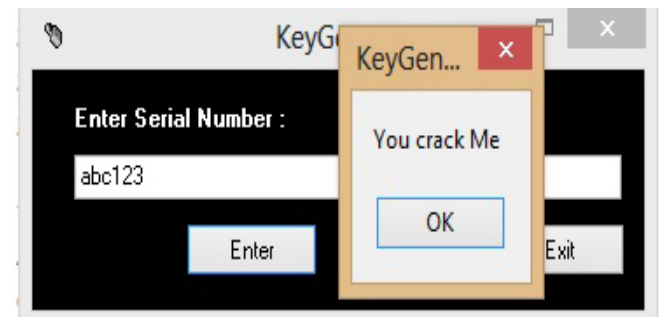 KeyG
KeyGen...
Enter Serial Number :
You crack Me
abc123
OK
Enter
Exit